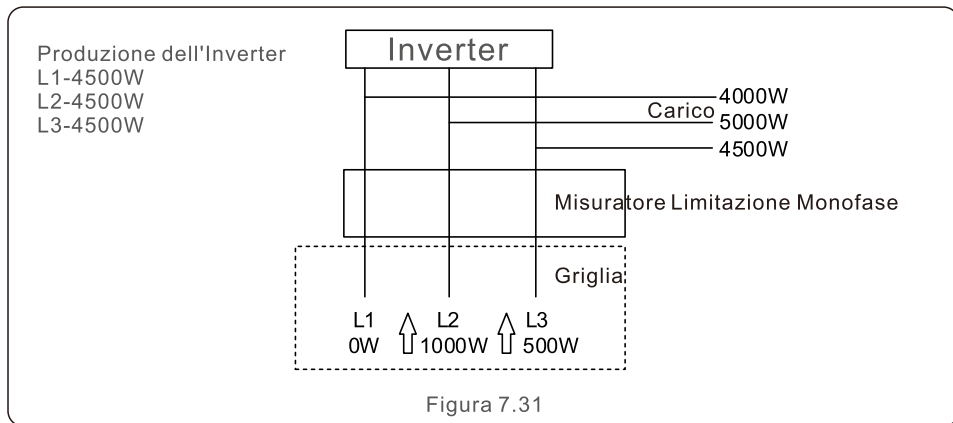 Produzione dell'Inverter
L1-4500W
L2-4500W
L3-4500W
Inverter
4000W
Carico
5000W
4500W
Misuratore Limitazione Monofase
Griglia
L1 L2 L3
0W 1000W 500W
Figura 7.31